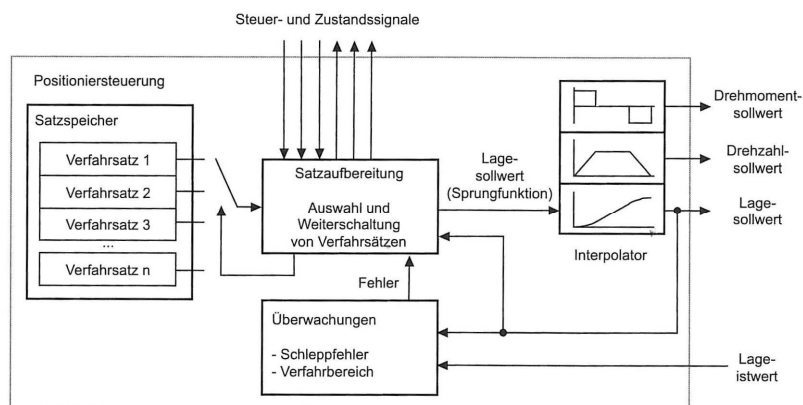 Steuer- und Zustandssignale
Positioniersteuerung
Satzspeicher
Verfahrsatz 1
Verfahrsatz 2
Verfahrsatz 3
...
Verfahrsatz n
Satzaufbereitung
Auswahl und
Weiterschaltung
von Verfahrsätzen
Lage-
sollwert
(Sprungfunktion)
Interpolator
Drehmoment-
sollwert
Drehzahl-
sollwert
Lage-
sollwert
Fehler
Überwachungen
- Schleppfehler
- Verfahrbereich
Lage-
istwert